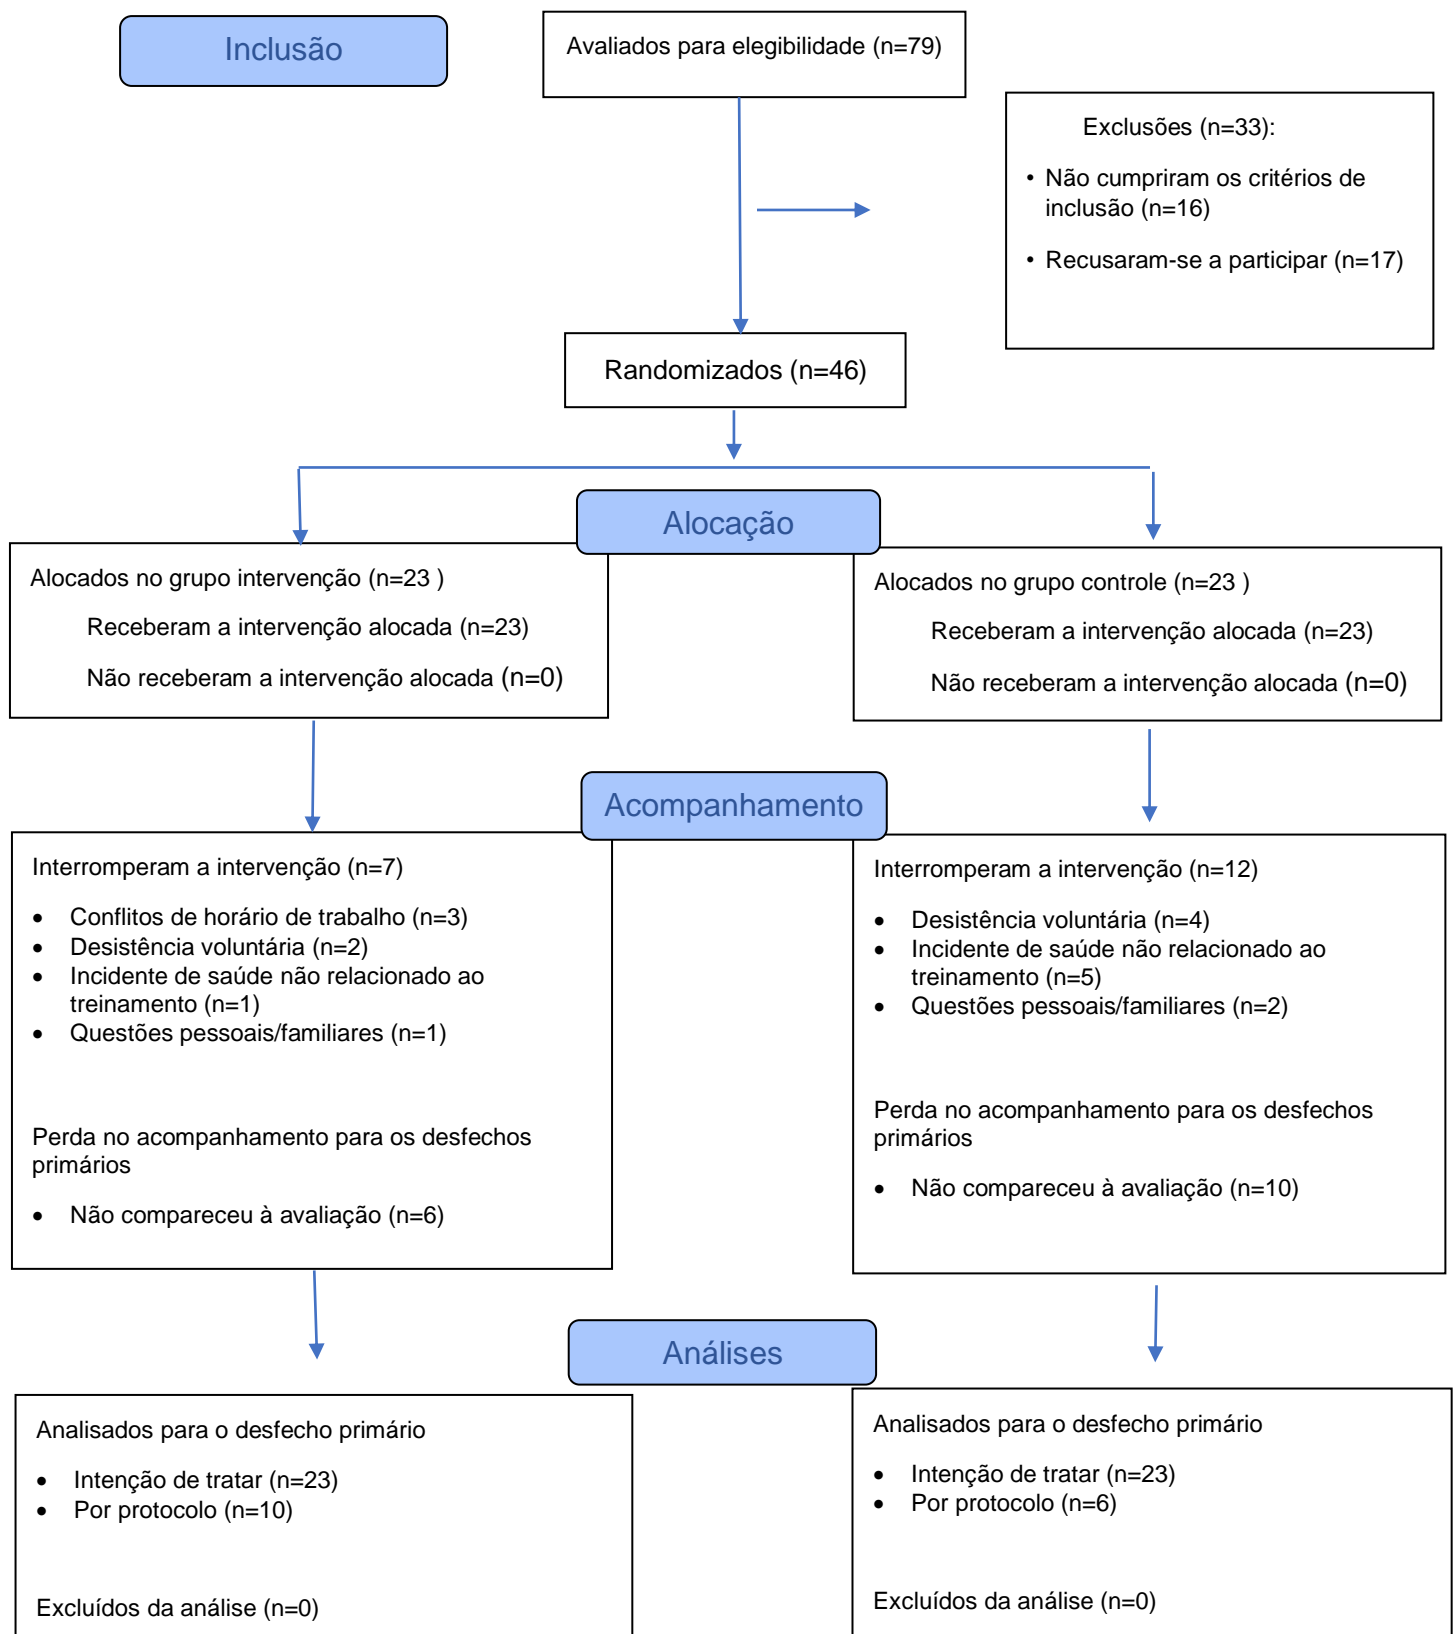 Inclusão
Avaliados para elegibilidade (n=79)
Exclusões (n=33):
• Não cumpriram os critérios de
inclusão (n=16)
• Recusaram-se a participar (n=17)
Randomizados (n=46)
Alocação
Alocados no grupo intervenção (n=23 )
Receberam a intervenção alocada (n=23)
Não receberam a intervenção alocada (n=0)
Alocados no grupo controle (n=23 )
Receberam a intervenção alocada (n=23)
Não receberam a intervenção alocada (n=0)
Acompanhamento
Interromperam a intervenção (n=7)
• Conflitos de horário de trabalho (n=3)
• Desistência voluntária (n=2)
• Incidente de saúde não relacionado ao
treinamento (n=1)
• Questões pessoais/familiares (n=1)
Perda no acompanhamento para os desfechos
primários
• Não compareceu à avaliação (n=6)
Interromperam a intervenção (n=12)
• Desistência voluntária (n=4)
• Incidente de saúde não relacionado ao
treinamento (n=5)
• Questões pessoais/familiares (n=2)
Perda no acompanhamento para os desfechos
primários
• Não compareceu à avaliação (n=10)
Análises
Analisados para o desfecho primário
• Intenção de tratar (n=23)
• Por protocolo (n=10)
Excluídos da análise (n=0)
Analisados para o desfecho primário
• Intenção de tratar (n=23)
• Por protocolo (n=6)
Excluídos da análise (n=0)